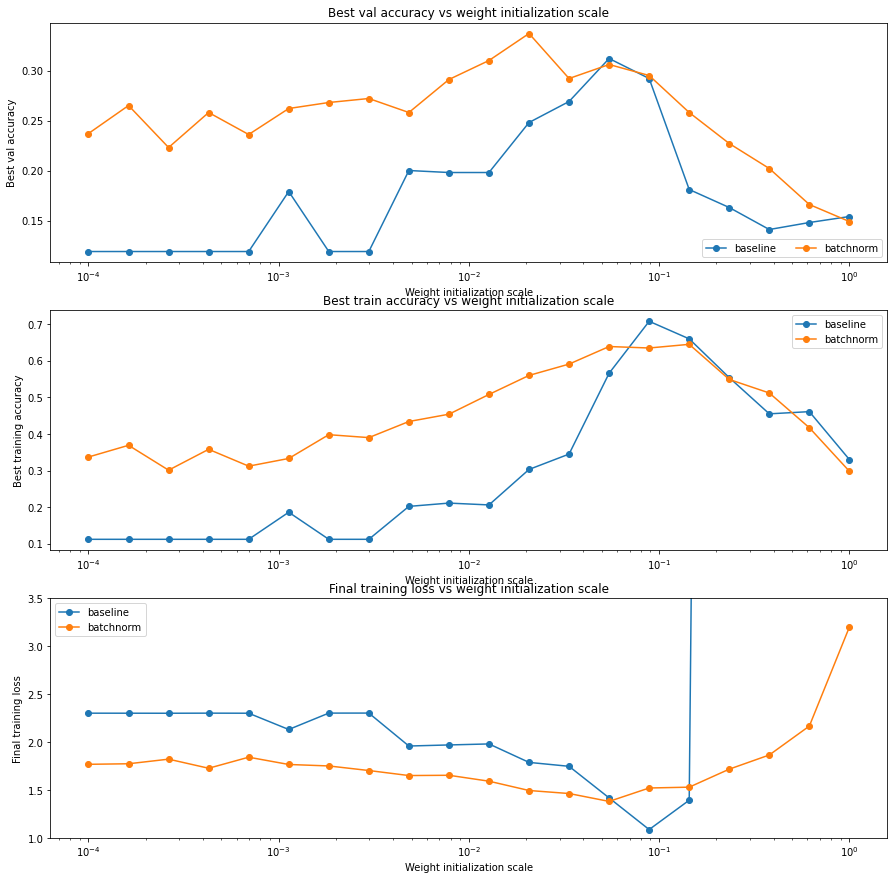 Best val accuracy vs weight initialization scale
Best val accuracy
0.30
0.25
0.20
0.15
baseline batchnorm
10⁻⁴ 10⁻³ 10⁻² 10⁻¹ 10⁰
Weight initialization scale
Best train accuracy vs weight initialization scale
Best training accuracy
0.7
0.6
0.5
0.4
0.3
0.2
0.1
baseline
batchnorm
10⁻⁴ 10⁻³ 10⁻² 10⁻¹ 10⁰
Weight initialization scale
Final training loss vs weight initialization scale
Final training loss
3.5
3.0
2.5
2.0
1.5
1.0
baseline
batchnorm
10⁻⁴ 10⁻³ 10⁻² 10⁻¹ 10⁰
Weight initialization scale